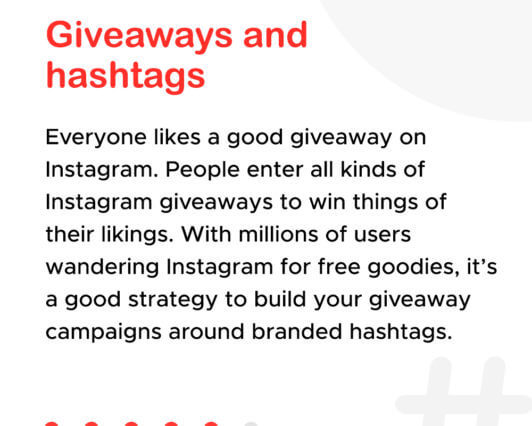 Giveaways and
hashtags
Everyone likes a good giveaway on
Instagram. People enter all kinds of
Instagram giveaways to win things of
their likings. With millions of users
wandering Instagram for free goodies, it’s
a good strategy to build your giveaway
campaigns around branded hashtags.